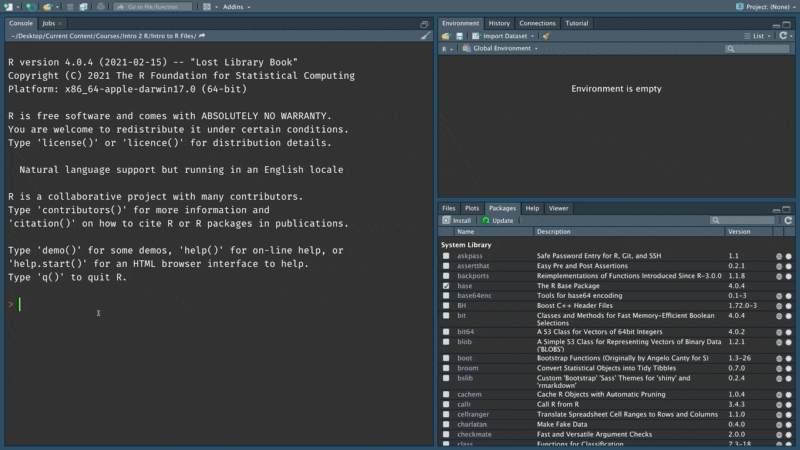 Go to file/function
Addins
Project: (None)
Console
Jobs
~/Desktop/Current Content/Courses/Intro 2 R/Intro to R Files/
R version 4.0.4 (2021-02-15) -- "Lost Library Book"
Copyright (C) 2021 The R Foundation for Statistical Computing
Platform: x86_64-apple-darwin17.0 (64-bit)
R is free software and comes with ABSOLUTELY NO WARRANTY.
You are welcome to redistribute it under certain conditions.
Type 'license()' or 'licence()' for distribution details.
Natural language support but running in an English locale
R is a collaborative project with many contributors.
Type 'contributors()' for more information and
'citation()' on how to cite R or R packages in publications.
Type 'demo()' for some demos, 'help()' for on-line help, or
'help.start()' for an HTML browser interface to help.
Type 'q()' to quit R.
>
Environment History Connections Tutorial
Import Dataset List
R Global Environment
Environment is empty
Files Plots Packages Help Viewer
Install Update
Name Description Version
System Library
askpass Safe Password Entry for R, Git, and SSH 1.1
assertthat Easy Pre and Post Assertions 0.2.1
backports Reimplementations of Functions Introduced Since R-3.0.0 1.1.8
base The R Base Package 4.0.4
base64enc Tools for base64 encoding 0.1-3
BH Boost C++ Header Files 1.72.0-3
bit Classes and Methods for Fast Memory-Efficient Boolean 4.0.4
Selections
bit64 A S3 Class for Vectors of 64bit Integers 4.0.2
blob A Simple S3 Class for Representing Vectors of Binary Data 1.2.1
('BLOBS')
boot Bootstrap Functions (Originally by Angelo Canty for S) 1.3-26
broom Convert Statistical Objects into Tidy Tibbles 0.7.0
bslib Custom 'Bootstrap' 'Sass' Themes for 'shiny' and 0.2.4
'rmarkdown'
cachem Cache R Objects with Automatic Pruning 1.0.4
callr Call R from R 3.4.3
cellranger Translate Spreadsheet Cell Ranges to Rows and Columns 1.1.0
charlatan Make Fake Data 0.4.0
checkmate Fast and Versatile Argument Checks 2.0.0
class Functions for Classification 7.3-18